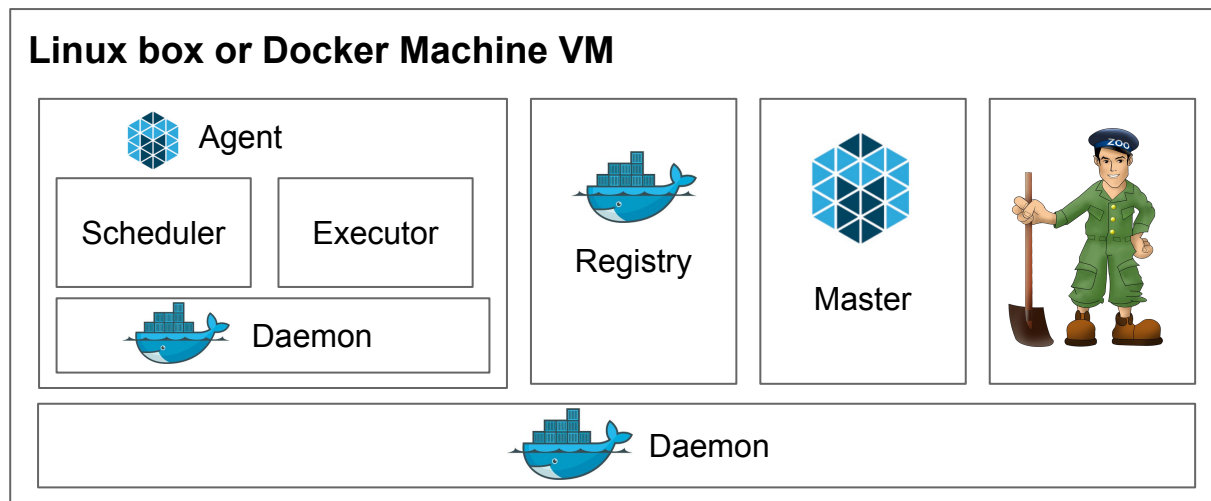 Linux box or Docker Machine VM
Agent
Scheduler
Executor
Daemon
Registry
Master
ZOO
Daemon